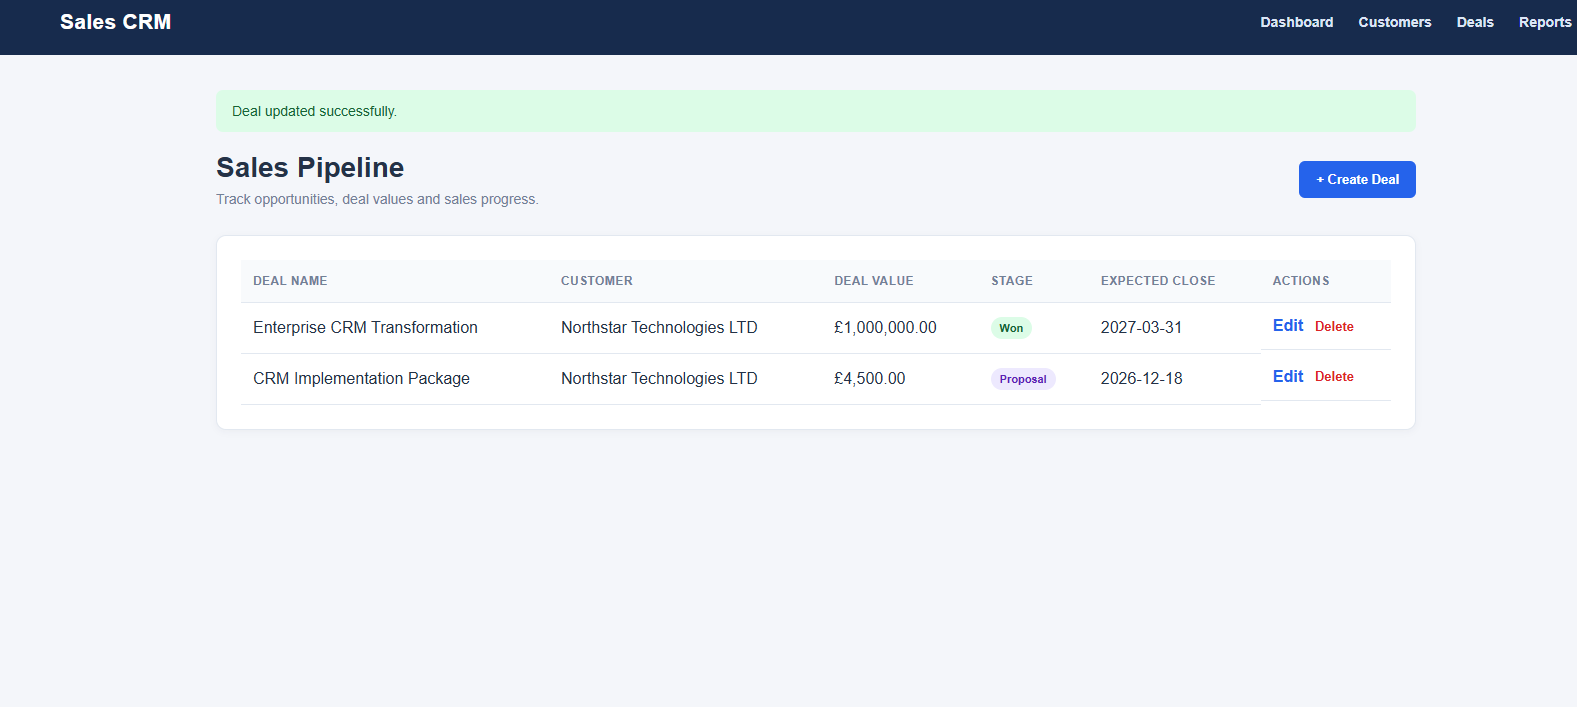 Sales CRM
Dashboard Customers Deals Reports
Deal updated successfully.
Sales Pipeline
Track opportunities, deal values and sales progress.
+ Create Deal
DEAL NAME CUSTOMER DEAL VALUE STAGE EXPECTED CLOSE ACTIONS
Enterprise CRM Transformation Northstar Technologies LTD £1,000,000.00 Won 2027-03-31 Edit Delete
CRM Implementation Package Northstar Technologies LTD £4,500.00 Proposal 2026-12-18 Edit Delete